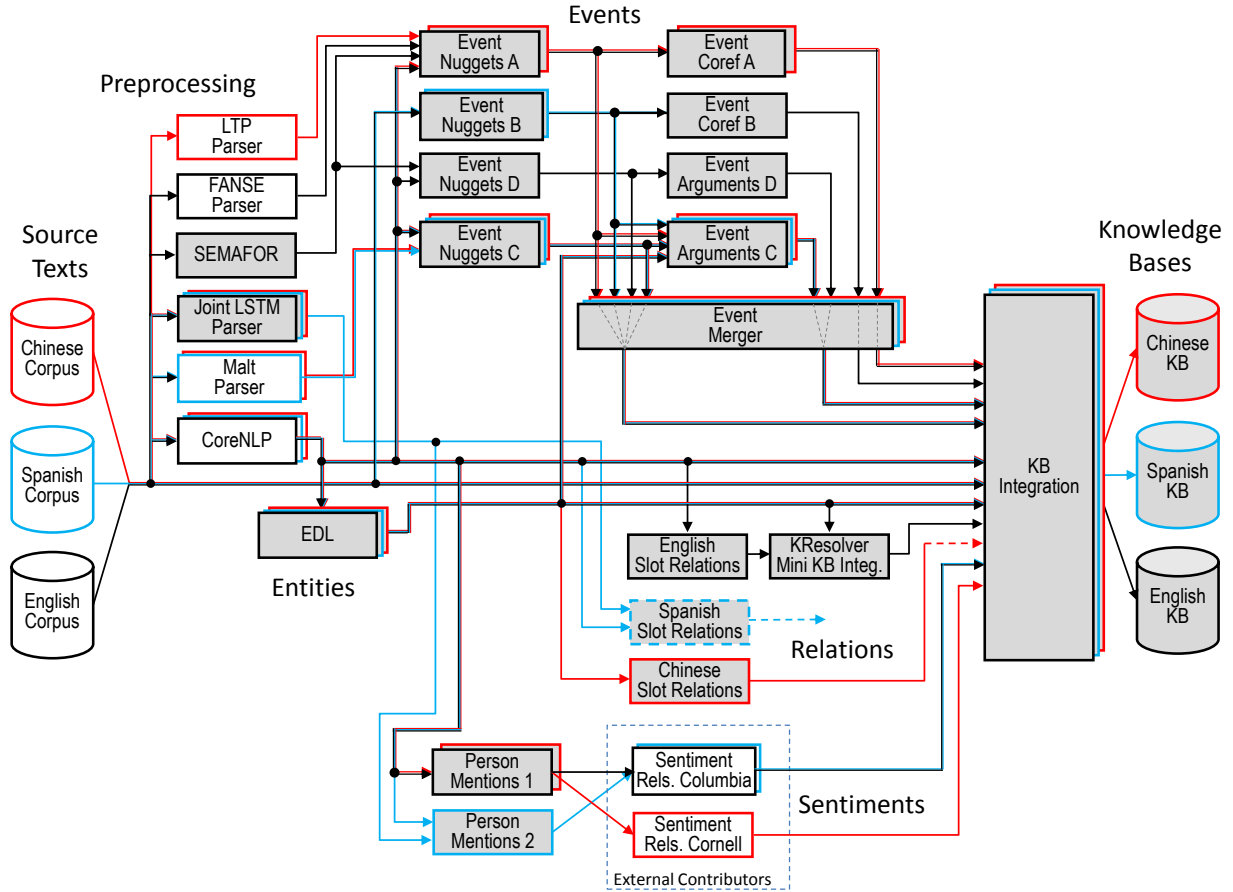 Events
Preprocessing
Source
Texts
Chinese
Corpus
Spanish
Corpus
English
Corpus
LTP
Parser
FANSE
Parser
SEMAFOR
Joint LSTM
Parser
Malt
Parser
CoreNLP
EDL
Entities
Event
Nuggets A
Event
Nuggets B
Event
Nuggets D
Event
Nuggets C
Event
Coref A
Event
Coref B
Event
Arguments D
Event
Arguments C
Event
Merger
English
Slot Relations
KResolver
Mini KB Integ.
Spanish
Slot Relations
Relations
Chinese
Slot Relations
Person
Mentions 1
Person
Mentions 2
Sentiment
Rels. Columbia
Sentiment
Rels. Cornell
External Contributors
Sentiments
KB
Integration
Knowledge
Bases
Chinese
KB
Spanish
KB
English
KB